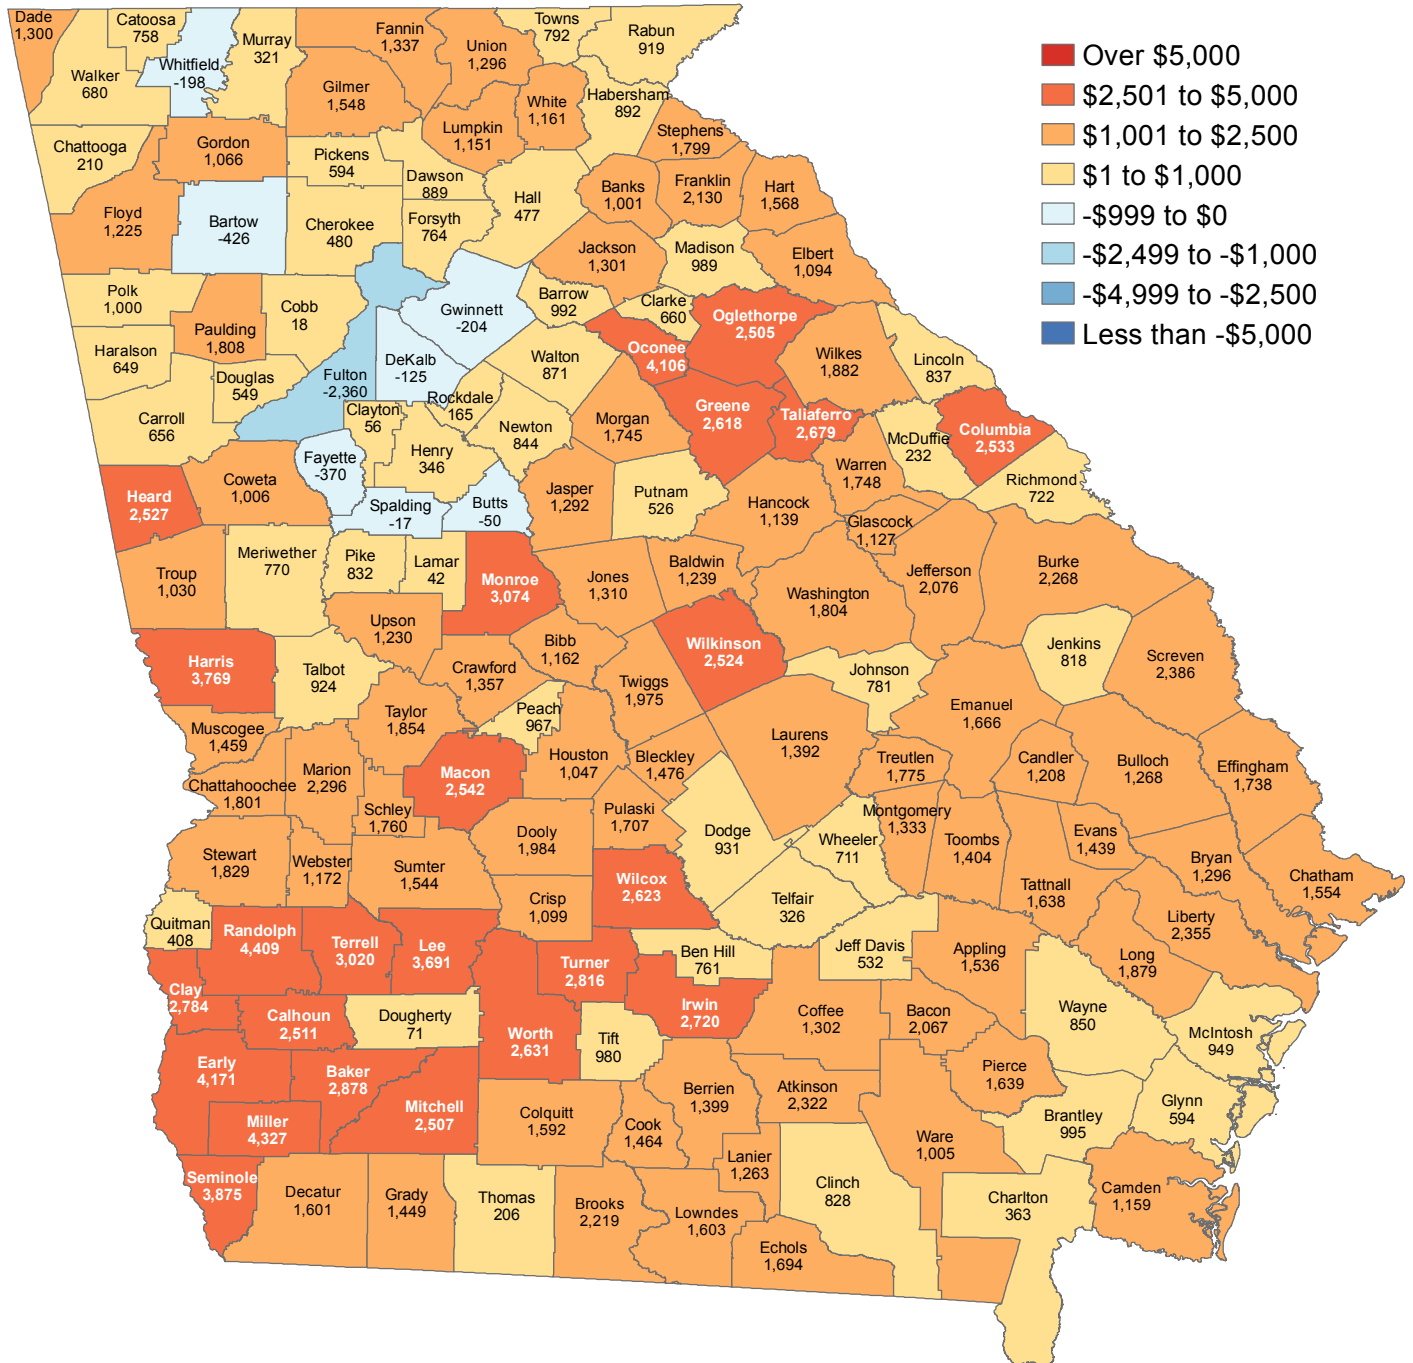 Dade
1,300
Catoosa
758
Whitfield
-198
Murray
321
Fannin
1,337
Union
1,296
Towns
792
Rabun
919
Walker
680
Gilmer
1,548
White
1,161
Habersham
892
Lumpkin
1,151
Stephens
1,799
Chattooga
210
Gordon
1,066
Pickens
594
Dawson
889
Hall
477
Banks
1,001
Franklin
2,130
Hart
1,568
Floyd
1,225
Bartow
-426
Cherokee
480
Forsyth
764
Jackson
1,301
Madison
989
Elbert
1,094
Polk
1,000
Paulding
1,808
Cobb
18
Gwinnett
-204
Barrow
992
Clarke
660
Oglethorpe
2,505
Haralson
649
Douglas
549
Fulton
-2,360
DeKalb
-125
Rockdale
165
Walton
871
Oconee
4,106
Wilkes
1,882
Lincoln
837
Carroll
656
Clayton
56
Henry
346
Newton
844
Morgan
1,745
Greene
2,618
Taliaferro
2,679
McDuffie
232
Columbia
2,533
Heard
2,527
Coweta
1,006
Fayette
-370
Spalding
-17
Butts
-50
Jasper
1,292
Putnam
526
Hancock
1,139
Warren
1,748
Glascock
1,127
Richmond
722
Troup
1,030
Meriwether
770
Pike
832
Lamar
42
Monroe
3,074
Jones
1,310
Baldwin
1,239
Washington
1,804
Jefferson
2,076
Burke
2,268
Harris
3,769
Talbot
924
Upson
1,230
Crawford
1,357
Bibb
1,162
Twiggs
1,975
Wilkinson
2,524
Johnson
781
Jenkins
818
Screven
2,386
Muscogee
1,459
Taylor
1,854
Peach
967
Houston
1,047
Bleckley
1,476
Laurens
1,392
Emanuel
1,666
Treutlen
1,775
Candler
1,208
Bulloch
1,268
Effingham
1,738
Chattahoochee
1,801
Marion
2,296
Schley
1,760
Macon
2,542
Dooly
1,984
Pulaski
1,707
Dodge
931
Wheeler
711
Montgomery
1,333
Toombs
1,404
Evans
1,439
Tattnall
1,638
Bryan
1,296
Chatham
1,554
Stewart
1,829
Webster
1,172
Sumter
1,544
Crisp
1,099
Wilcox
2,623
Telfair
326
Jeff Davis
532
Appling
1,536
Long
1,879
Liberty
2,355
Quitman
408
Randolph
4,409
Terrell
3,020
Lee
3,691
Turner
2,816
Ben Hill
761
Irwin
2,720
Coffee
1,302
Bacon
2,067
Wayne
850
McIntosh
949
Clay
2,784
Calhoun
2,511
Dougherty
71
Worth
2,631
Tift
980
Early
4,171
Baker
2,878
Miller
4,327
Mitchell
2,507
Colquitt
1,592
Cook
1,464
Berrien
1,399
Atkinson
2,322
Ware
1,005
Pierce
1,639
Brantley
995
Glynn
594
Seminole
3,875
Decatur
1,601
Grady
1,449
Thomas
206
Brooks
2,219
Lowndes
1,603
Lanier
1,263
Echols
1,694
Clinch
828
Charlton
363
Camden
1,159
Over $5,000
$2,501 to $5,000
$1,001 to $2,500
$1 to $1,000
-$999 to $0
-$2,499 to -$1,000
-$4,999 to -$2,500
Less than -$5,000